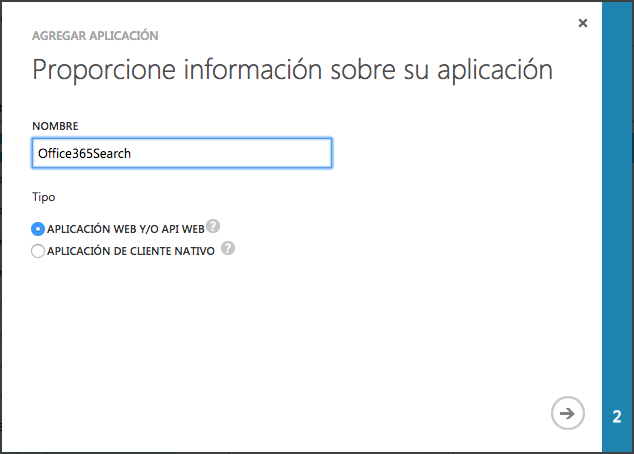 AGREGAR APLICACIÓN
Proporcione información sobre su aplicación
NOMBRE
Office365Search
Tipo
APLICACIÓN WEB Y/O API WEB ?
APLICACIÓN DE CLIENTE NATIVO ?
2